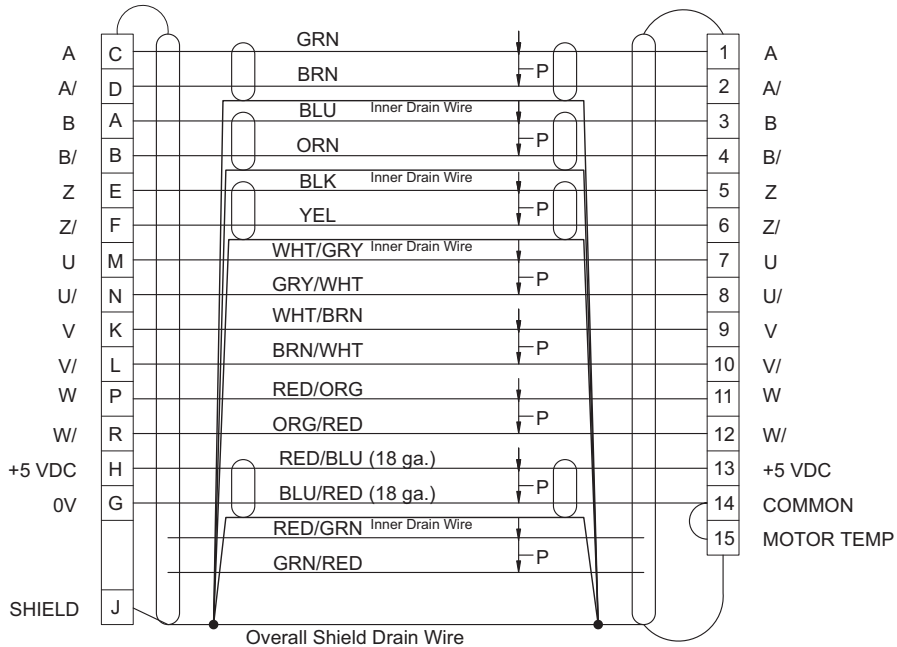 A C GRN 1 A
P
A/ D BRN 2 A/
B A BLU Inner Drain Wire 3 B
P
B/ B ORN 4 B/
Z E BLK Inner Drain Wire 5 Z
P
Z/ F YEL 6 Z/
U M WHT/GRY Inner Drain Wire 7 U
P
U/ N GRY/WHT 8 U/
V K WHT/BRN 9 V
P
V/ L BRN/WHT 10 V/
W P RED/ORG 11 W
P
W/ R ORG/RED 12 W/
+5 VDC H RED/BLU (18 ga.) 13 +5 VDC
P
0V G BLU/RED (18 ga.) 14 COMMON
RED/GRN Inner Drain Wire 15 MOTOR TEMP
P
GRN/RED
SHIELD J
Overall Shield Drain Wire